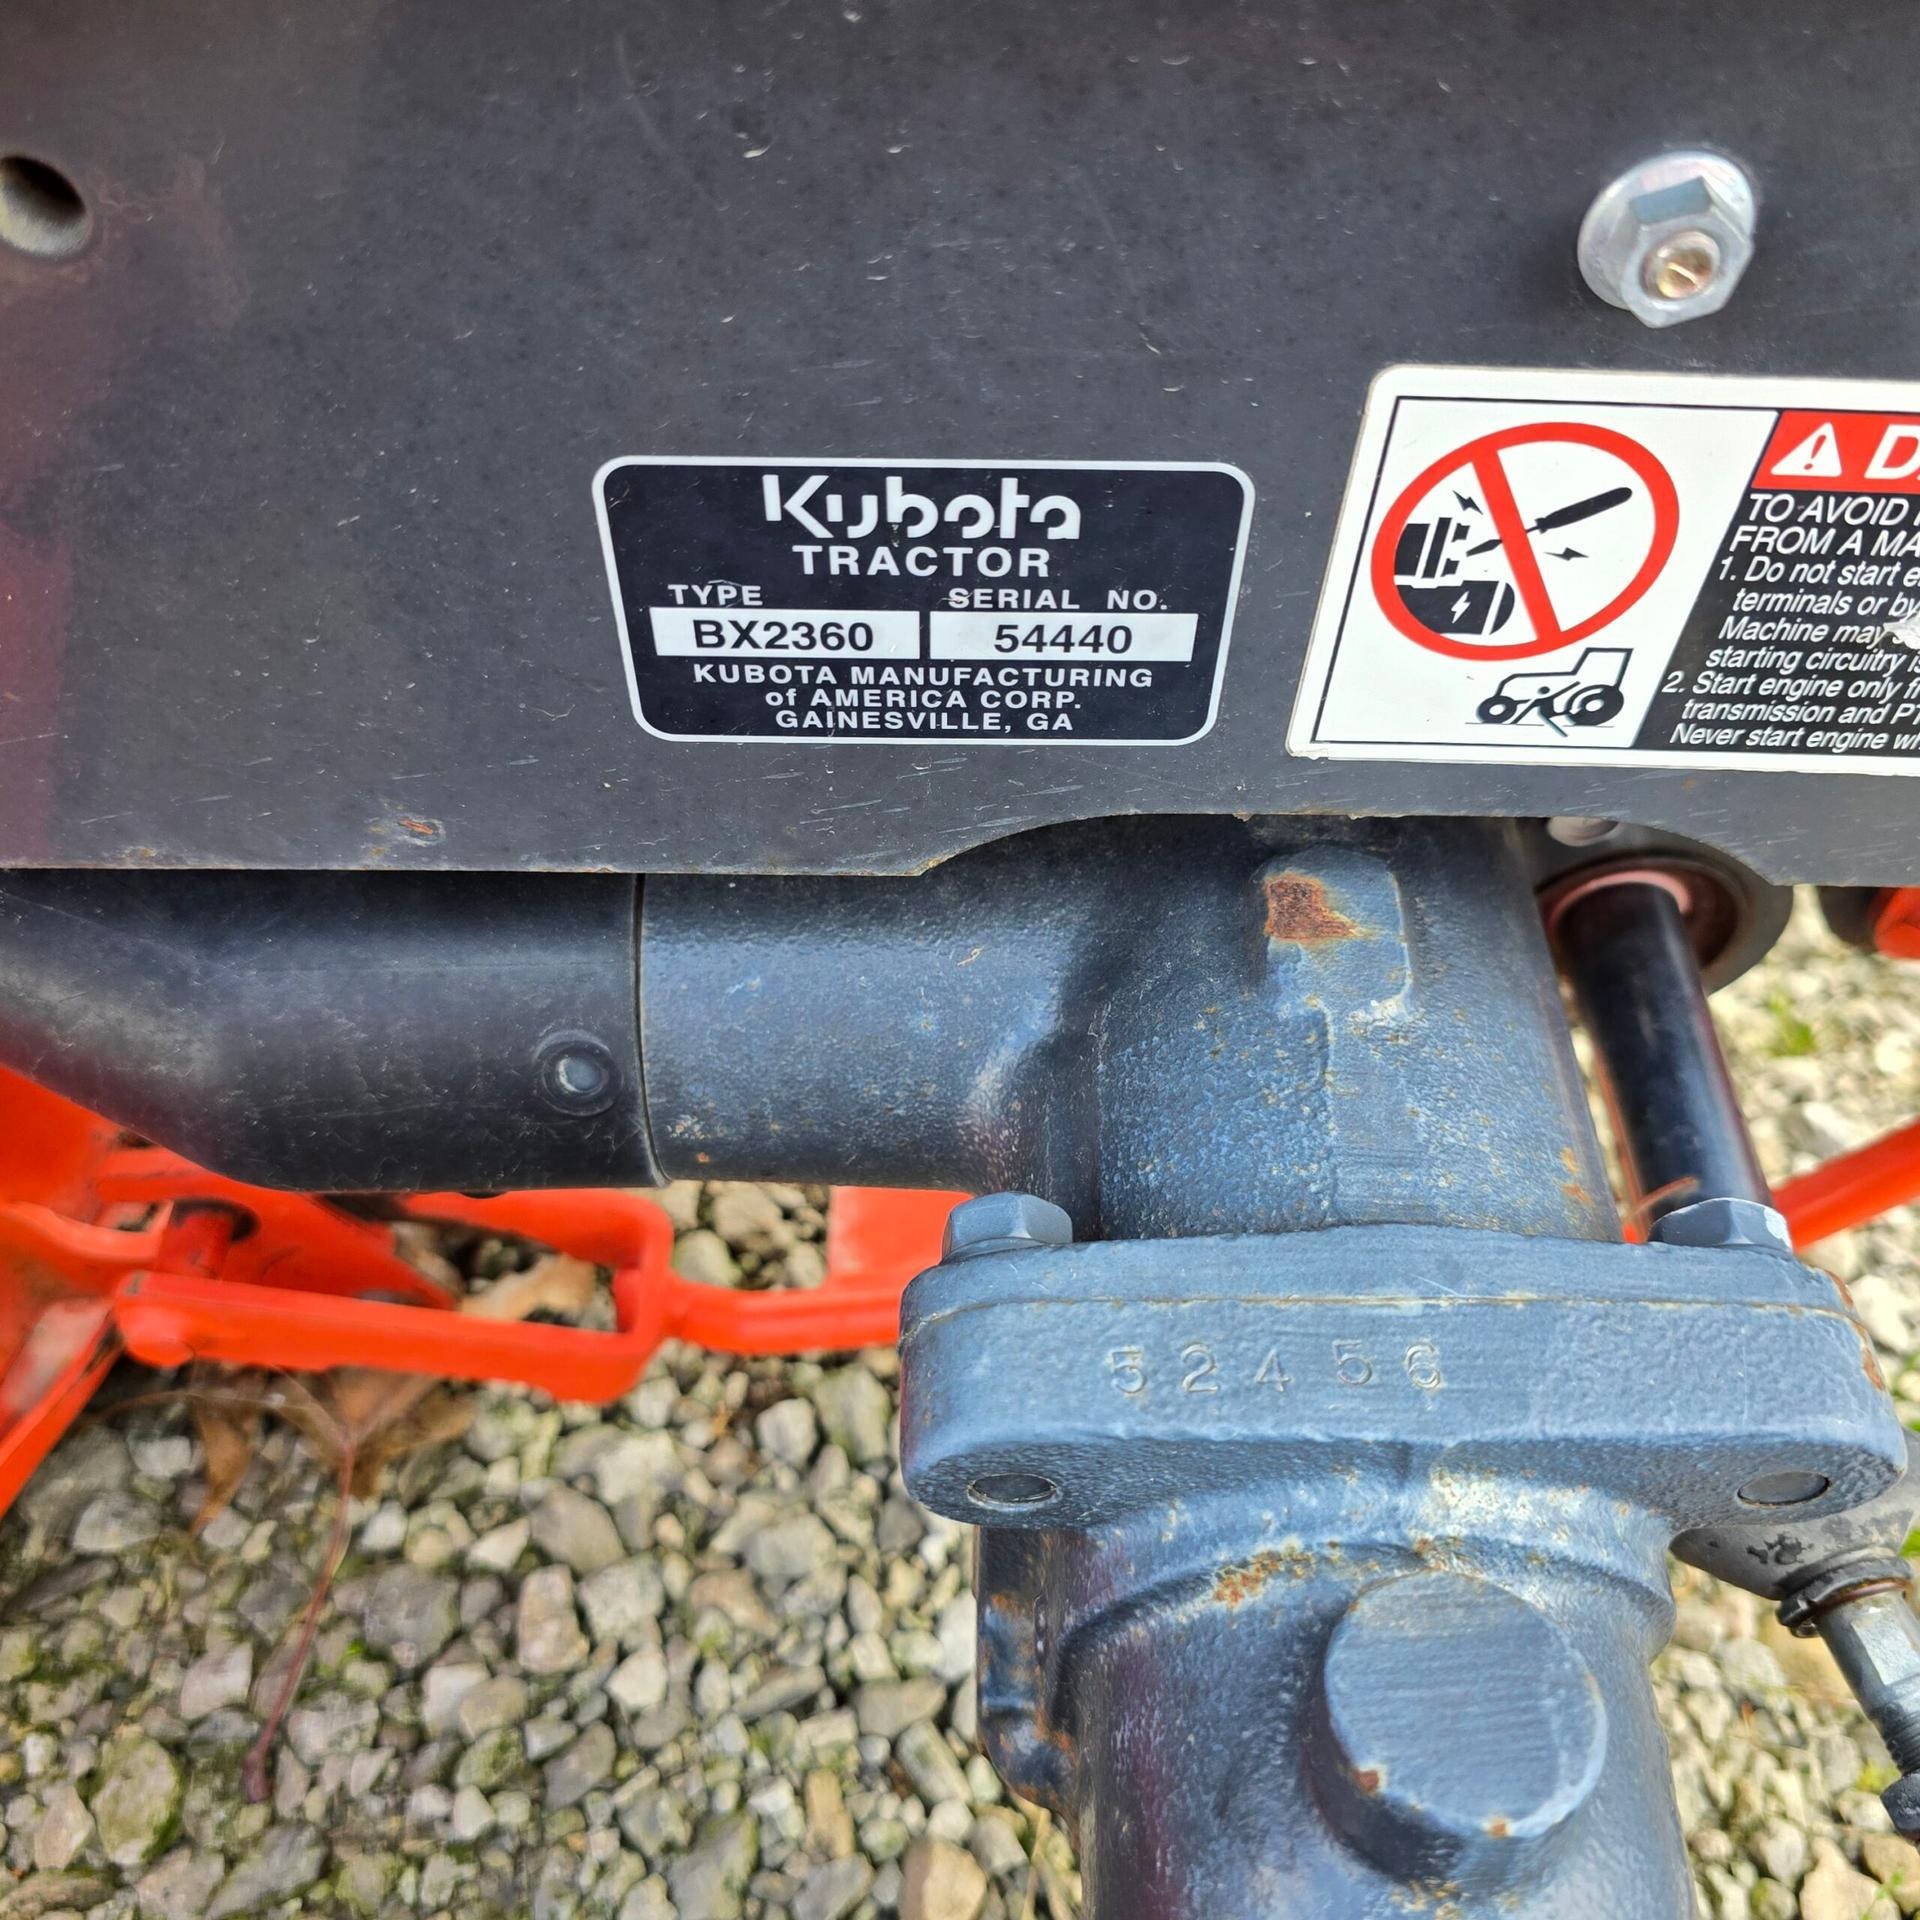 Kubota
TRACTOR
TYPE SERIAL NO.
BX2360 54440
KUBOTA MANUFACTURING
of AMERICA CORP.
GAINESVILLE, GA
TO AVOID
FROM A
1. Do not start
terminals or by
Machine may
starting circuitry
2. Start engine only
transmission and
Never start engine
52456